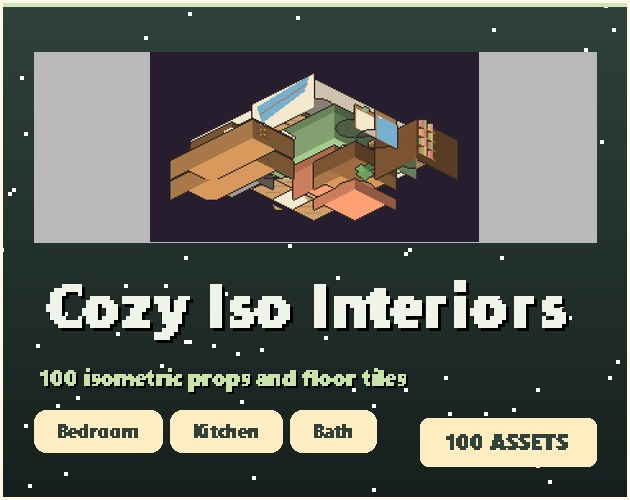 Cozy Iso Interiors
100 isometric props and floor tiles
Bedroom Kitchen Bath
100 ASSETS